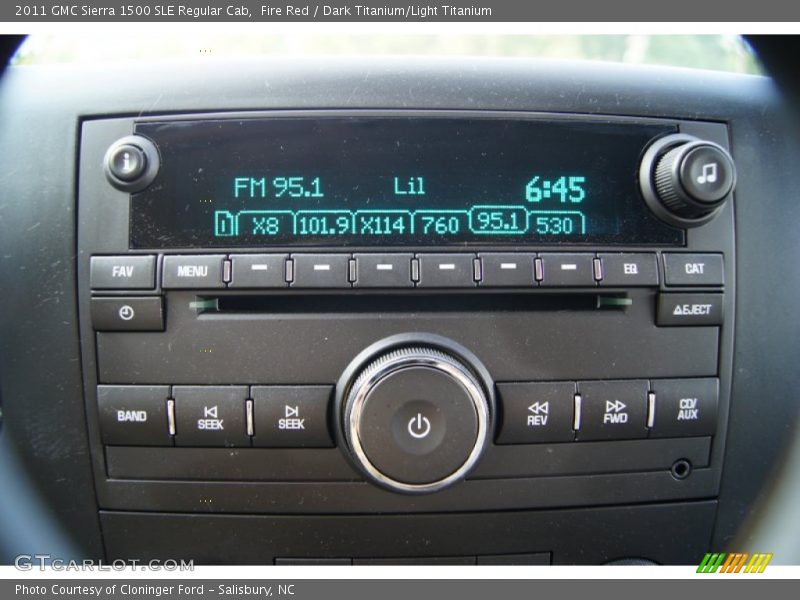 2011 GMC Sierra 1500 SLE Regular Cab,  Fire Red / Dark Titanium/Light Titanium
i
FM 95.1 Lil 6:45
X8 101.9 X114 760 95.1 530
FAV MENU EQ CAT
EJECT
BAND SEEK SEEK REV FWD CD/AUX
GTCARLOT.COM
Photo Courtesy of Cloninger Ford – Salisbury, NC